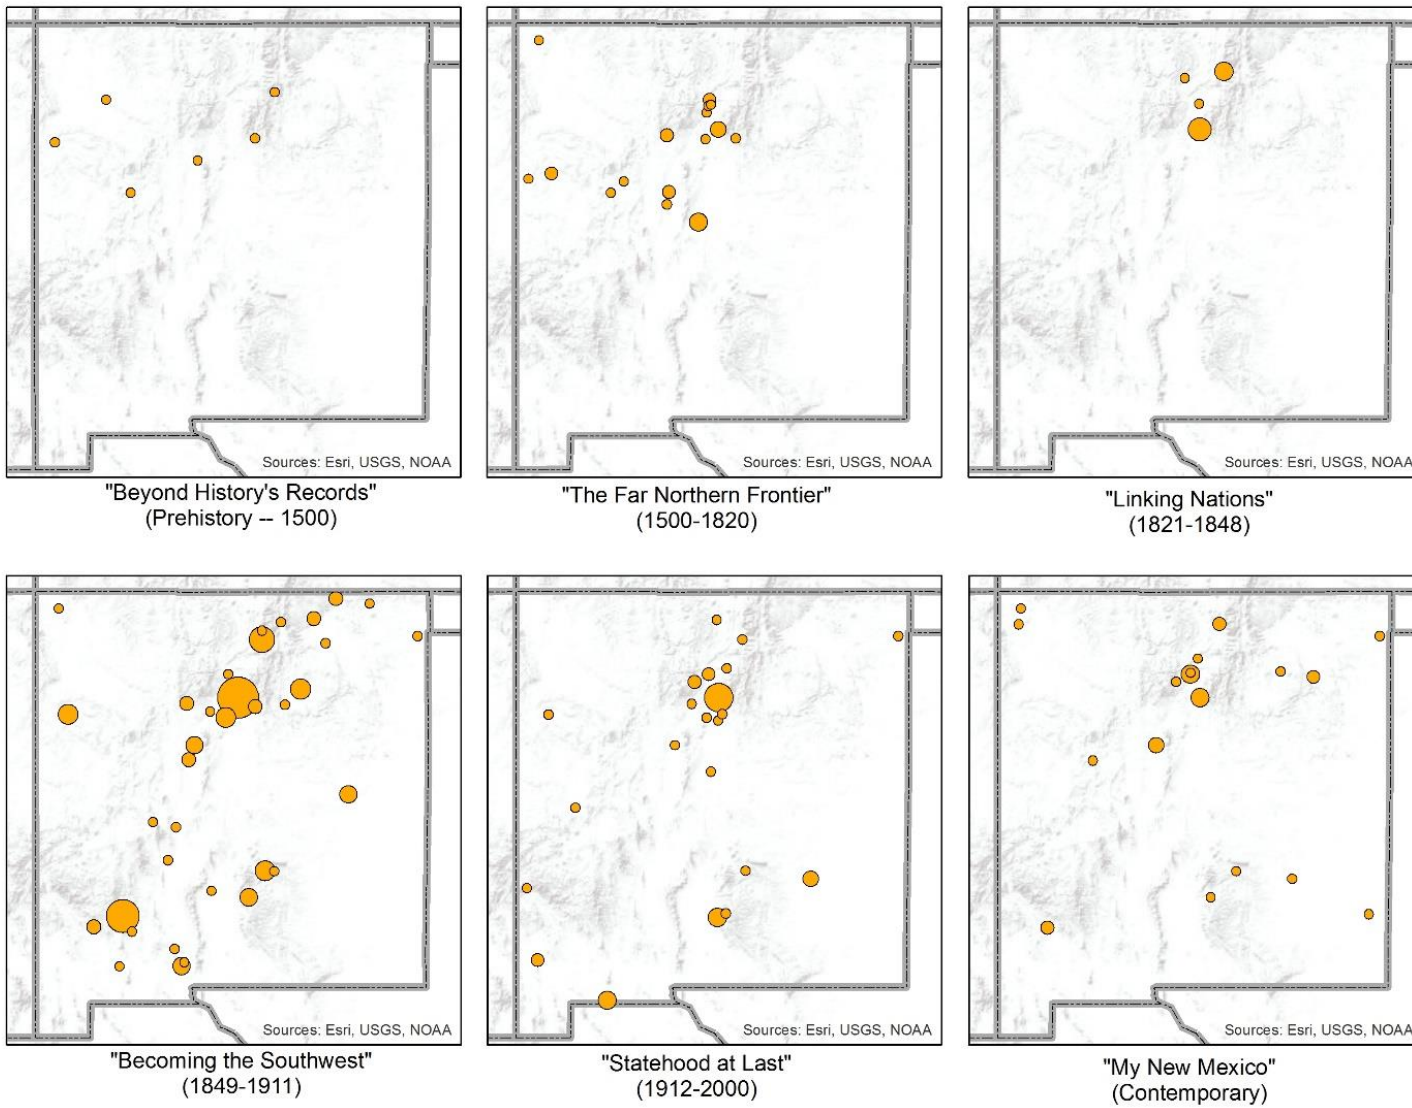 Sources: Esri, USGS, NOAA
Sources: Esri, USGS, NOAA
Sources: Esri, USGS, NOAA
"Beyond History's Records"
(Prehistory -- 1500)
"The Far Northern Frontier"
(1500-1820)
"Linking Nations"
(1821-1848)
Sources: Esri, USGS, NOAA
Sources: Esri, USGS, NOAA
Sources: Esri, USGS, NOAA
"Becoming the Southwest"
(1849-1911)
"Statehood at Last"
(1912-2000)
"My New Mexico"
(Contemporary)